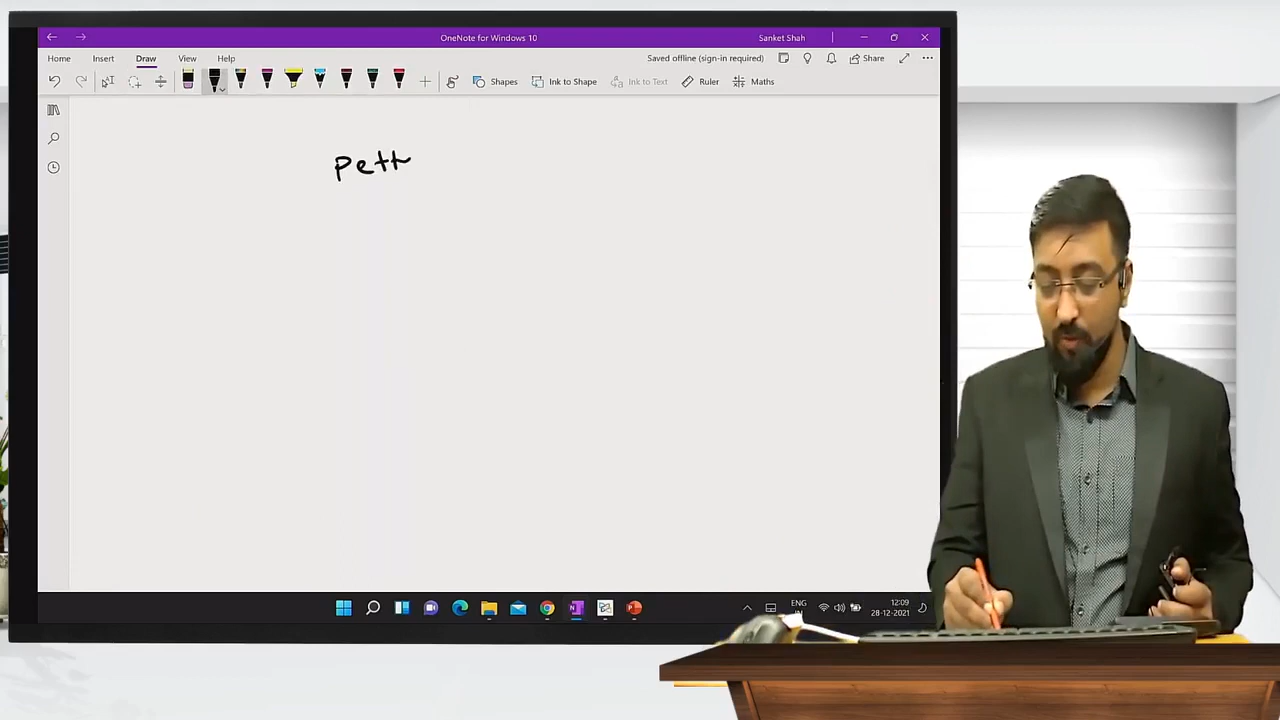 OneNote for Windows 10
Sanket Shah
Home Insert Draw View Help
Saved offline (sign-in required)
Share
Shapes
Ink to Shape
Ink to Text
Ruler
Maths
Pett
ENG
IN
12:09
28-12-2021